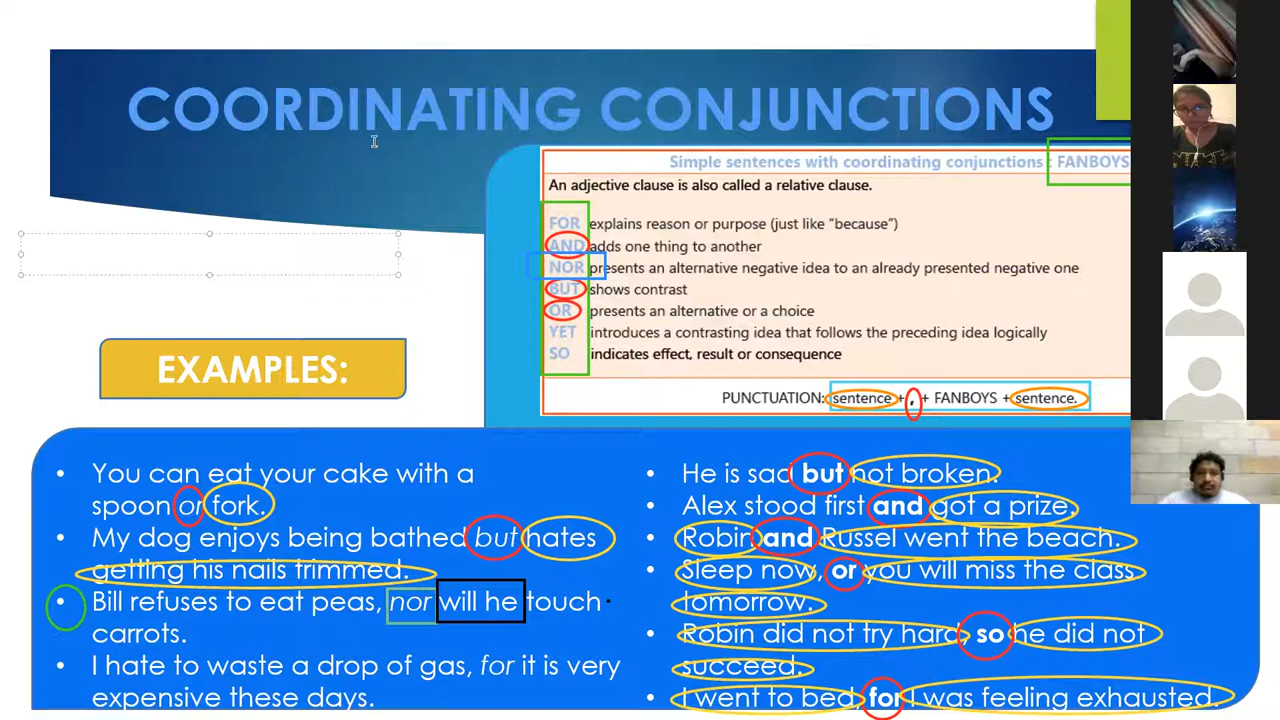 COORDINATING CONJUNCTIONS
Simple sentences with coordinating conjunctions : FANBOYS
An adjective clause is also called a relative clause.
FOR explains reason or purpose (just like “because”)
AND adds one thing to another
NOR presents an alternative negative idea to an already presented negative one
BUT shows contrast
OR presents an alternative or a choice
YET introduces a contrasting idea that follows the preceding idea logically
SO indicates effect, result or consequence
PUNCTUATION: sentence + , + FANBOYS + sentence.
EXAMPLES:
• You can eat your cake with a
spoon or fork.
• My dog enjoys being bathed but hates
getting his nails trimmed.
• Bill refuses to eat peas, nor will he touch
carrots.
• I hate to waste a drop of gas, for it is very
expensive these days.
• He is sad but not broken.
• Alex stood first and got a prize.
• Robin and Russel went the beach.
• Sleep now, or you will miss the class
tomorrow.
• Robin did not try hard, so he did not
succeed.
• I went to bed, for I was feeling exhausted.